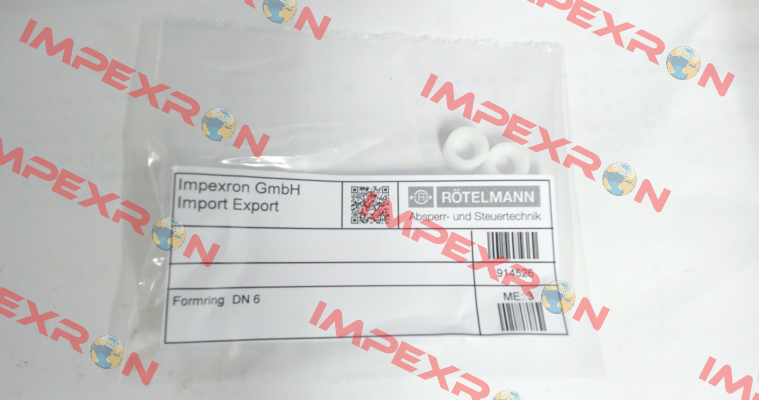 IMPEXRON
IMPEXRON
IMPEXRON
IMPEXRON
Impexron GmbH
Import Export
R
RÖTELMANN
Absperr- und Steuertechnik
914526
Formring DN 6
ME: 3
IMPEXRON
IMPEXRON
IMPEXRON
IMPEXRON